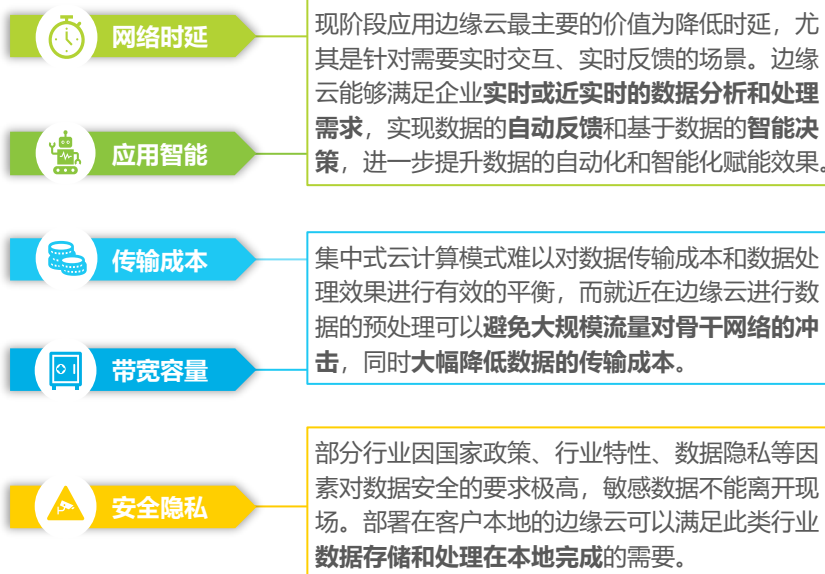 网络时延
现阶段应用边缘云最主要的价值为降低时延，尤
其是针对需要实时交互、实时反馈的场景。边缘
云能够满足企业实时或近实时的数据分析和处理
需求，实现数据的自动反馈和基于数据的智能决
策，进一步提升数据的自动化和智能化赋能效果。
应用智能
传输成本
集中式云计算模式难以对数据传输成本和数据处
理效果进行有效的平衡，而就近在边缘云进行数
据的预处理可以避免大规模流量对骨干网络的冲
击，同时大幅降低数据的传输成本。
带宽容量
安全隐私
部分行业因国家政策、行业特性、数据隐私等因
素对数据安全的要求极高，敏感数据不能离开现
场。部署在客户本地的边缘云可以满足此类行业
数据存储和处理在本地完成的需要。